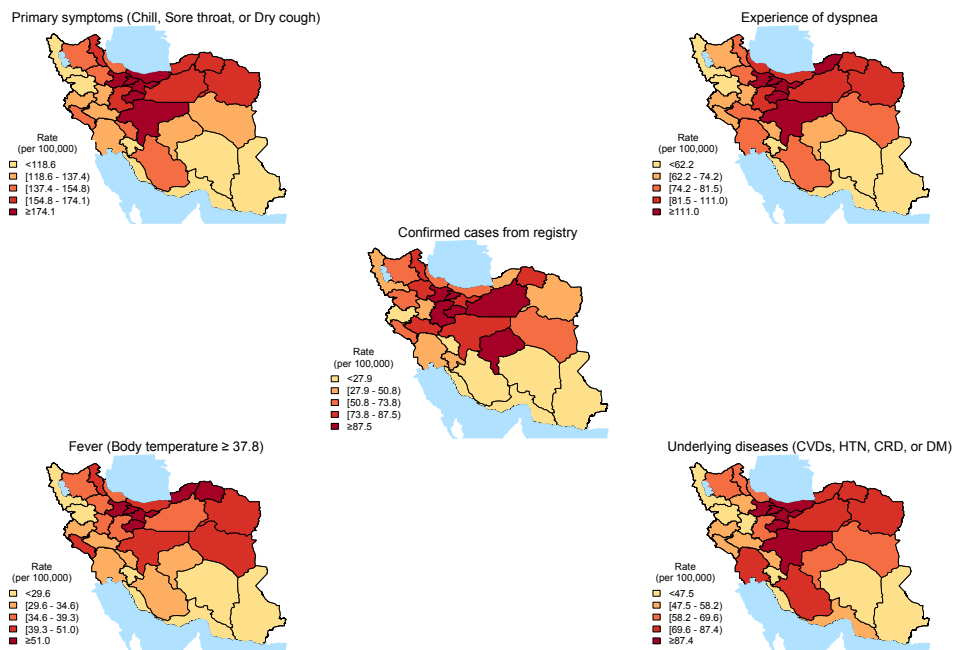 Primary symptoms (Chill, Sore throat, or Dry cough)
Rate
(per 100,000)
<118.6
[118.6 - 137.4)
[137.4 - 154.8)
[154.8 - 174.1)
≥174.1
Experience of dyspnea
Rate
(per 100,000)
<62.2
[62.2 - 74.2)
[74.2 - 81.5)
[81.5 - 111.0)
≥111.0
Confirmed cases from registry
Rate
(per 100,000)
<27.9
[27.9 - 50.8)
[50.8 - 73.8)
[73.8 - 87.5)
≥87.5
Fever (Body temperature ≥ 37.8)
Rate
(per 100,000)
<29.6
[29.6 - 34.6)
[34.6 - 39.3)
[39.3 - 51.0)
≥51.0
Underlying diseases (CVDs, HTN, CRD, or DM)
Rate
(per 100,000)
<47.5
[47.5 - 58.2)
[58.2 - 69.6)
[69.6 - 87.4)
≥87.4